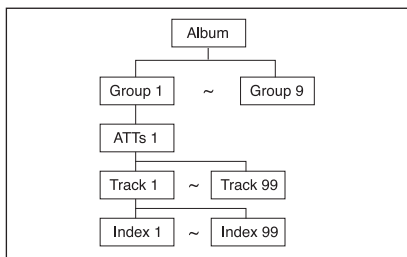 Album
Group 1 ~ Group 9
ATTs 1
Track 1 ~ Track 99
Index 1 ~ Index 99